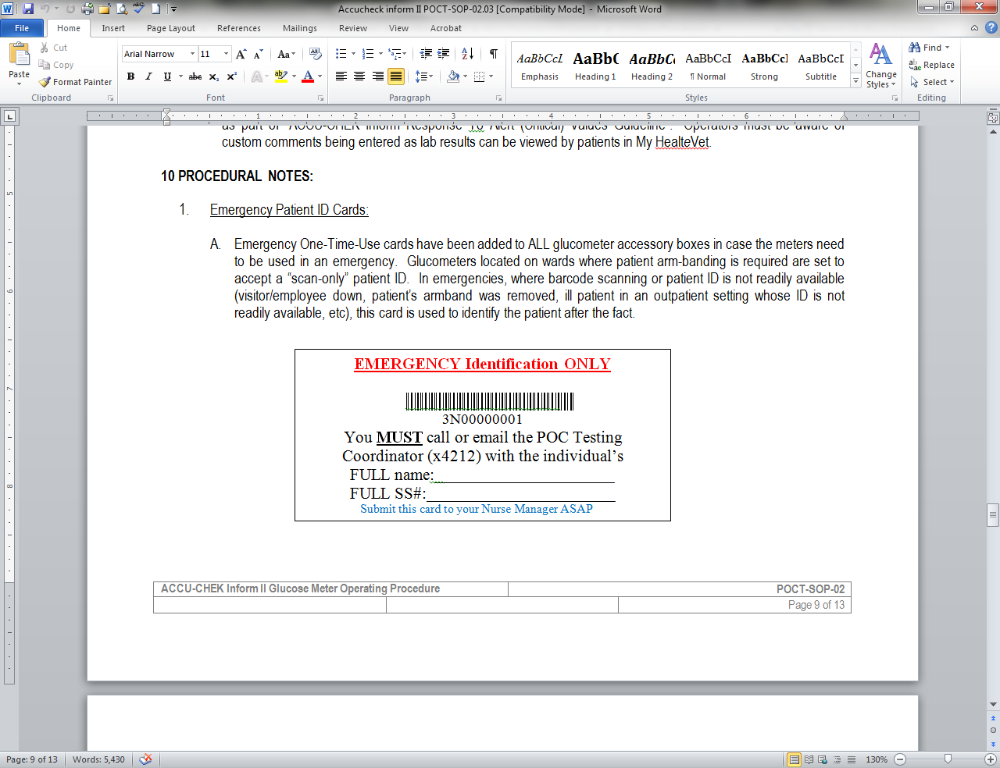 Accucheck inform II POCT-SOP-02.03 [Compatibility Mode] - Microsoft Word
File Home Insert Page Layout References Mailings Review View Acrobat
Paste
Cut
Copy
Format Painter
Clipboard
Arial Narrow 11
Font
Paragraph
AaBbCcI AaBbC AaBbCc AaBbCcI AaBbCcI AaBbCcI
Emphasis Heading 1 Heading 2 ¶ Normal Strong Subtitle
Change Styles
Styles
Find
Replace
Select
Editing
as part of "ACCU-CHEK Inform Response To Alert (Critical) Values Guideline". Operators must be aware of
custom comments being entered as lab results can be viewed by patients in My HealteVet.
10 PROCEDURAL NOTES:
1. Emergency Patient ID Cards:
A. Emergency One-Time-Use cards have been added to ALL glucometer accessory boxes in case the meters need
to be used in an emergency. Glucometers located on wards where patient arm-banding is required are set to
accept a “scan-only” patient ID. In emergencies, where barcode scanning or patient ID is not readily available
(visitor/employee down, patient’s armband was removed, ill patient in an outpatient setting whose ID is not
readily available, etc), this card is used to identify the patient after the fact.
EMERGENCY Identification ONLY
3N00000001
You MUST call or email the POC Testing
Coordinator (x4212) with the individual’s
FULL name:______________________
FULL SS#:_______________________
Submit this card to your Nurse Manager ASAP
ACCU-CHEK Inform II Glucose Meter Operating Procedure POCT-SOP-02
Page 9 of 13
Page: 9 of 13 Words: 5,430 130%